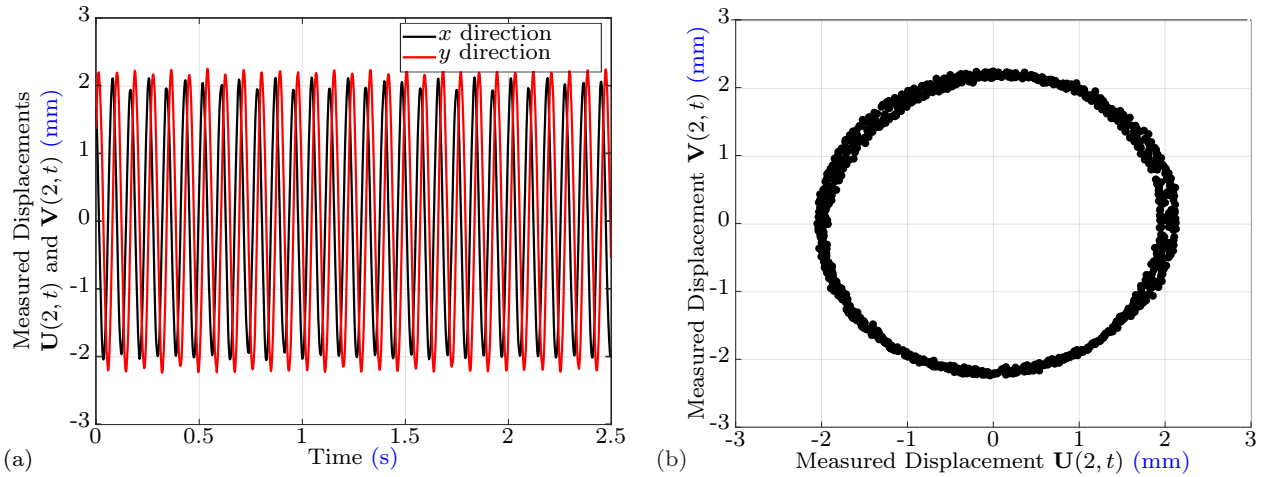 Measured Displacements
𝐔(2, t) and 𝐕(2, t) (mm)
3
2
1
0
-1
-2
-3
x direction
y direction
0 0.5 1 1.5 2 2.5
Time (s)
(a)
Measured Displacement 𝐕(2, t) (mm)
3
2
1
0
-1
-2
-3
-3 -2 -1 0 1 2 3
Measured Displacement 𝐔(2, t) (mm)
(b)